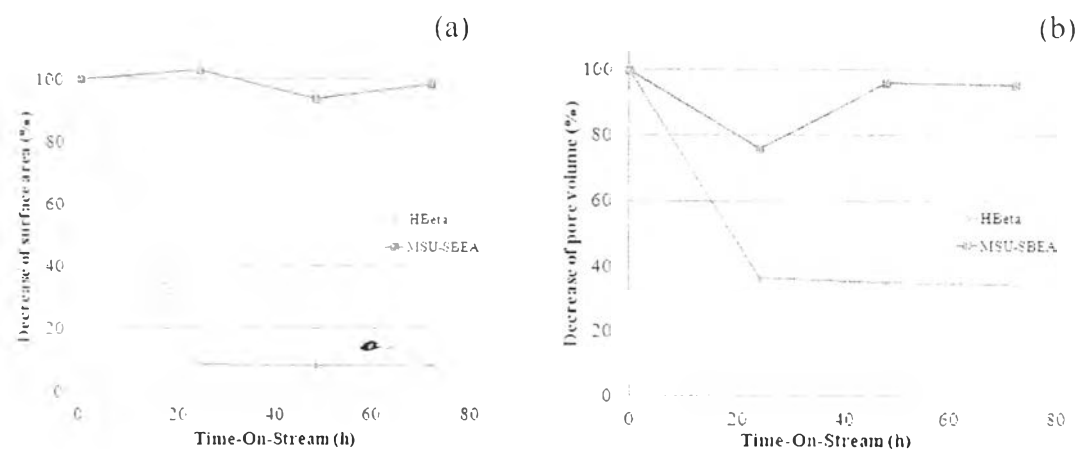 (a)
100
80
60
40
20
0
Decrease of surface area (%)
HBeta
MSU-SBEA
0 20 40 60 80
Time-On-Stream (h)
(b)
100
80
60
40
20
0
Decrease of pore volume (%)
HBeta
MSU-SBEA
0 20 40 60 80
Time-On-Stream (h)